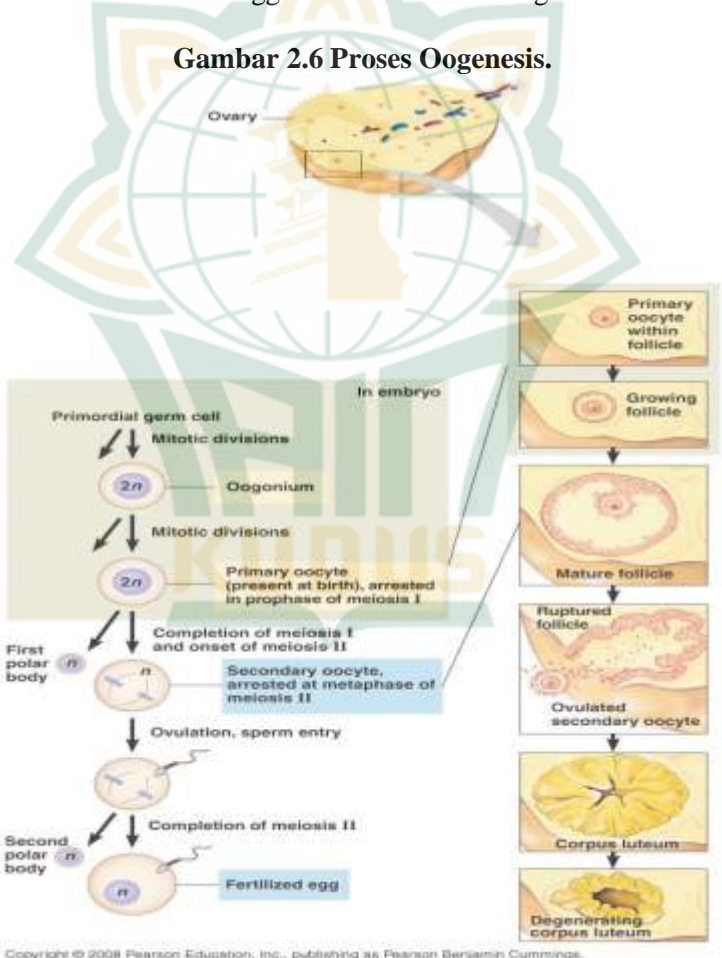 Gambar 2.6 Proses Oogenesis.
Ovary
In embryo
Primordial germ cell
Mitotic divisions
2n
Oogonium
Mitotic divisions
2n
Primary oocyte
(present at birth), arrested
in prophase of meiosis I
Completion of meiosis I
and onset of meiosis II
First
polar
body
n
n
Secondary oocyte,
arrested at metaphase of
meiosis II
Ovulation, sperm entry
Completion of meiosis II
Second
polar
body
n
n
Fertilized egg
Primary
oocyte
within
follicle
Growing
follicle
Mature follicle
Ruptured
follicle
Ovulated
secondary oocyte
Corpus luteum
Degenerating
corpus luteum
KUDUS
Copyright © 2008 Pearson Education, Inc., publishing as Pearson Benjamin Cummings.